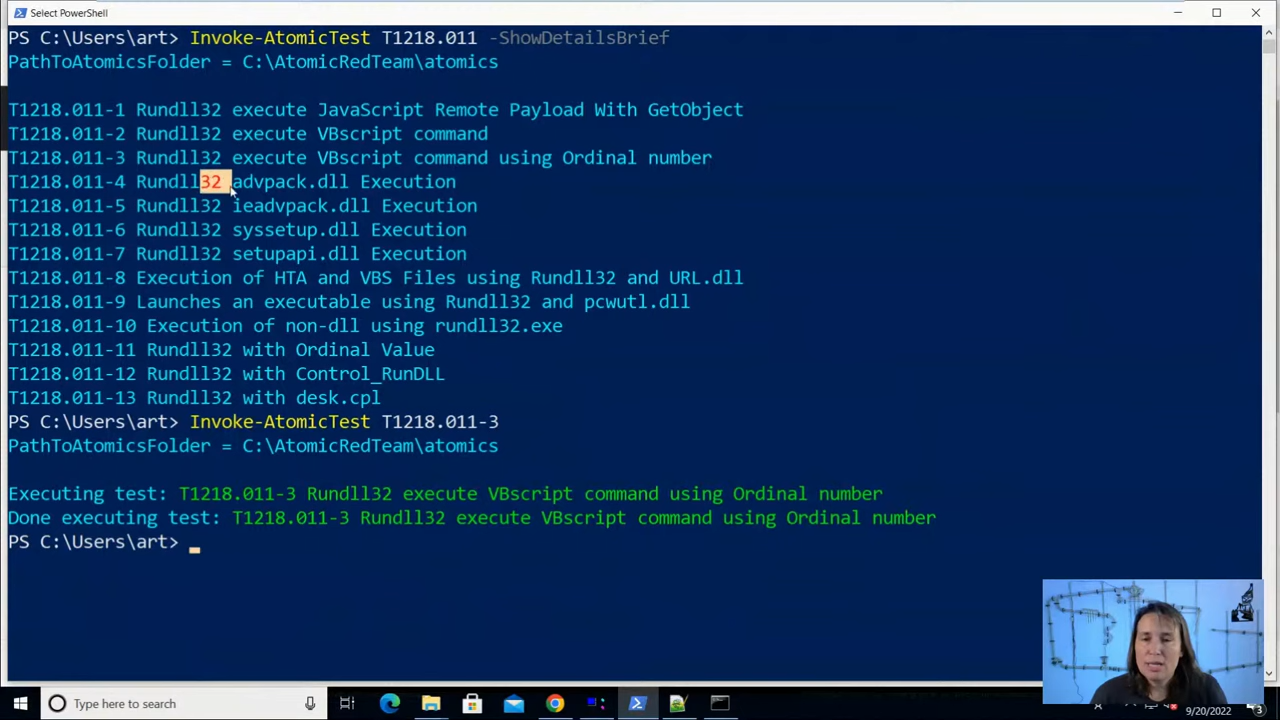 Select PowerShell
PS C:\Users\art> Invoke-AtomicTest T1218.011 -ShowDetailsBrief
PathToAtomicsFolder = C:\AtomicRedTeam\atomics
T1218.011-1 Rundll32 execute JavaScript Remote Payload With GetObject
T1218.011-2 Rundll32 execute VBscript command
T1218.011-3 Rundll32 execute VBscript command using Ordinal number
T1218.011-4 Rundll32 advpack.dll Execution
T1218.011-5 Rundll32 ieadvpack.dll Execution
T1218.011-6 Rundll32 syssetup.dll Execution
T1218.011-7 Rundll32 setupapi.dll Execution
T1218.011-8 Execution of HTA and VBS Files using Rundll32 and URL.dll
T1218.011-9 Launches an executable using Rundll32 and pcwutl.dll
T1218.011-10 Execution of non-dll using rundll32.exe
T1218.011-11 Rundll32 with Ordinal Value
T1218.011-12 Rundll32 with Control_RunDLL
T1218.011-13 Rundll32 with desk.cpl
PS C:\Users\art> Invoke-AtomicTest T1218.011-3
PathToAtomicsFolder = C:\AtomicRedTeam\atomics
Executing test: T1218.011-3 Rundll32 execute VBscript command using Ordinal number
Done executing test: T1218.011-3 Rundll32 execute VBscript command using Ordinal number
PS C:\Users\art>
Type here to search
9/20/2022
3